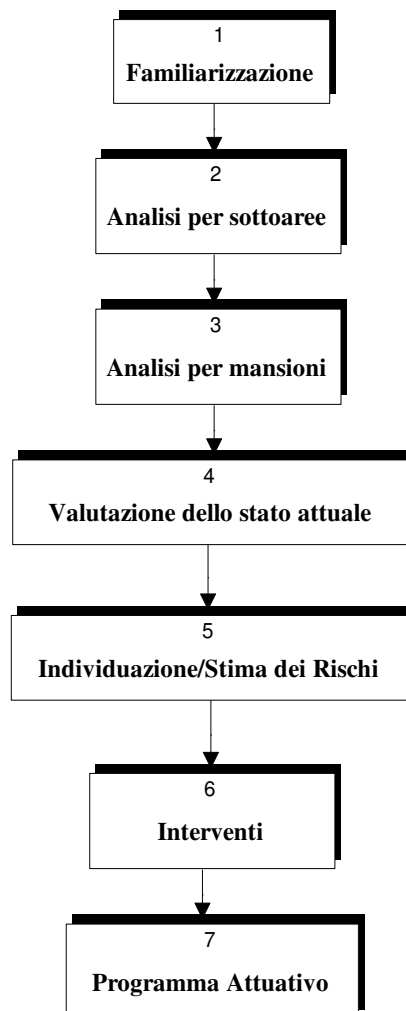 1
Familiarizzazione
2
Analisi per sottoaree
3
Analisi per mansioni
4
Valutazione dello stato attuale
5
Individuazione/Stima dei Rischi
6
Interventi
7
Programma Attuativo